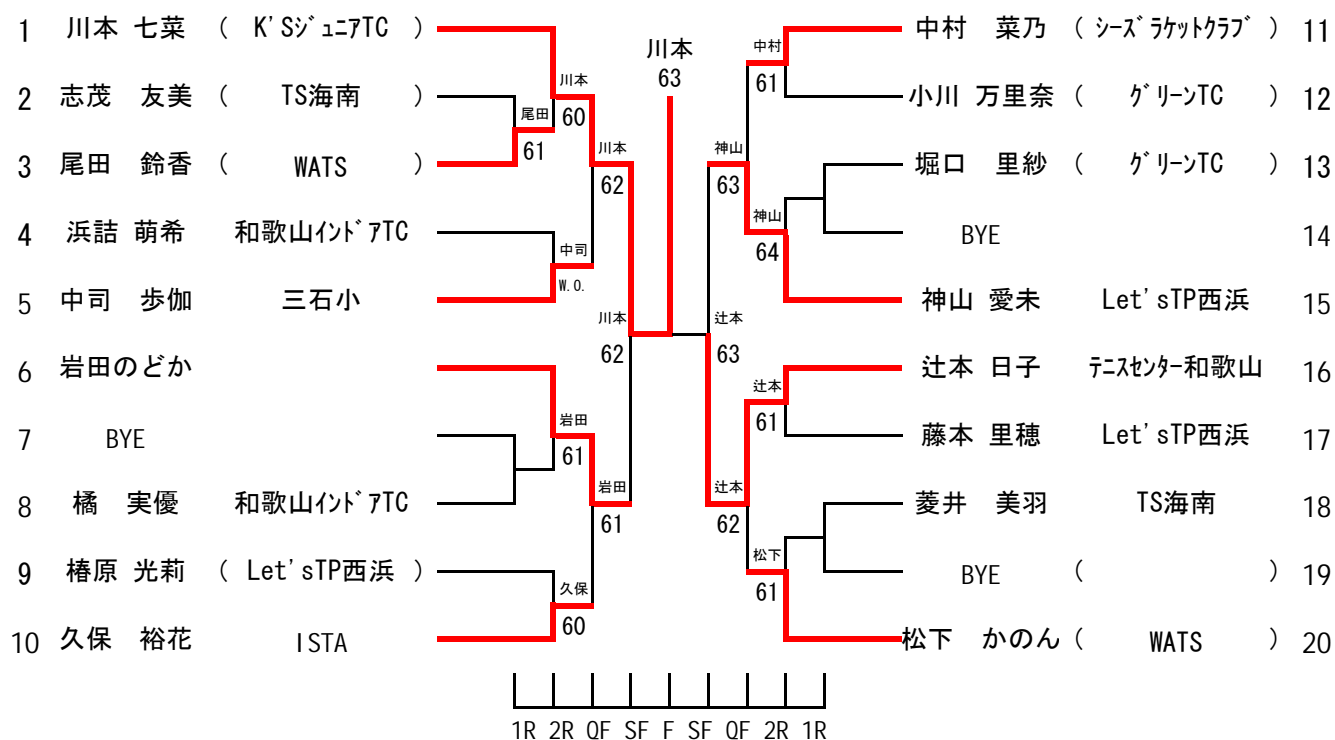 1 川本 七菜 ( K'SジュニアTC )
2 志茂 友美 ( TS海南 )
3 尾田 鈴香 ( WATS )
4 浜詰 萌希 和歌山インドアTC
5 中司 歩伽 三石小
6 岩田のどか
7 BYE
8 橘 実優 和歌山インドアTC
9 椿原 光莉 ( Let'sTP西浜 )
10 久保 裕花 ISTA
尾田
61
川本
60
中司
W.O.
岩田
61
久保
60
川本
62
岩田
61
川本
62
川本
63
辻本
63
神山
63
辻本
62
中村
61
神山
64
辻本
61
松下
61
中村 菜乃 ( シーズラケットクラブ ) 11
小川 万里奈 ( グリーンTC ) 12
堀口 里紗 ( グリーンTC ) 13
BYE 14
神山 愛未 Let'sTP西浜 15
辻本 日子 テニスセンター和歌山 16
藤本 里穂 Let'sTP西浜 17
菱井 美羽 TS海南 18
BYE ( ) 19
松下 かのん ( WATS ) 20
1R 2R QF SF F SF QF 2R 1R